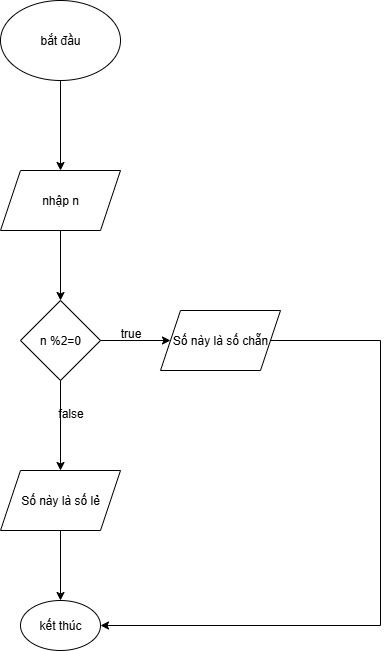 bắt đầu
nhập n
n %2=0
true
Số này là số chẵn
false
Số này là số lẻ
kết thúc